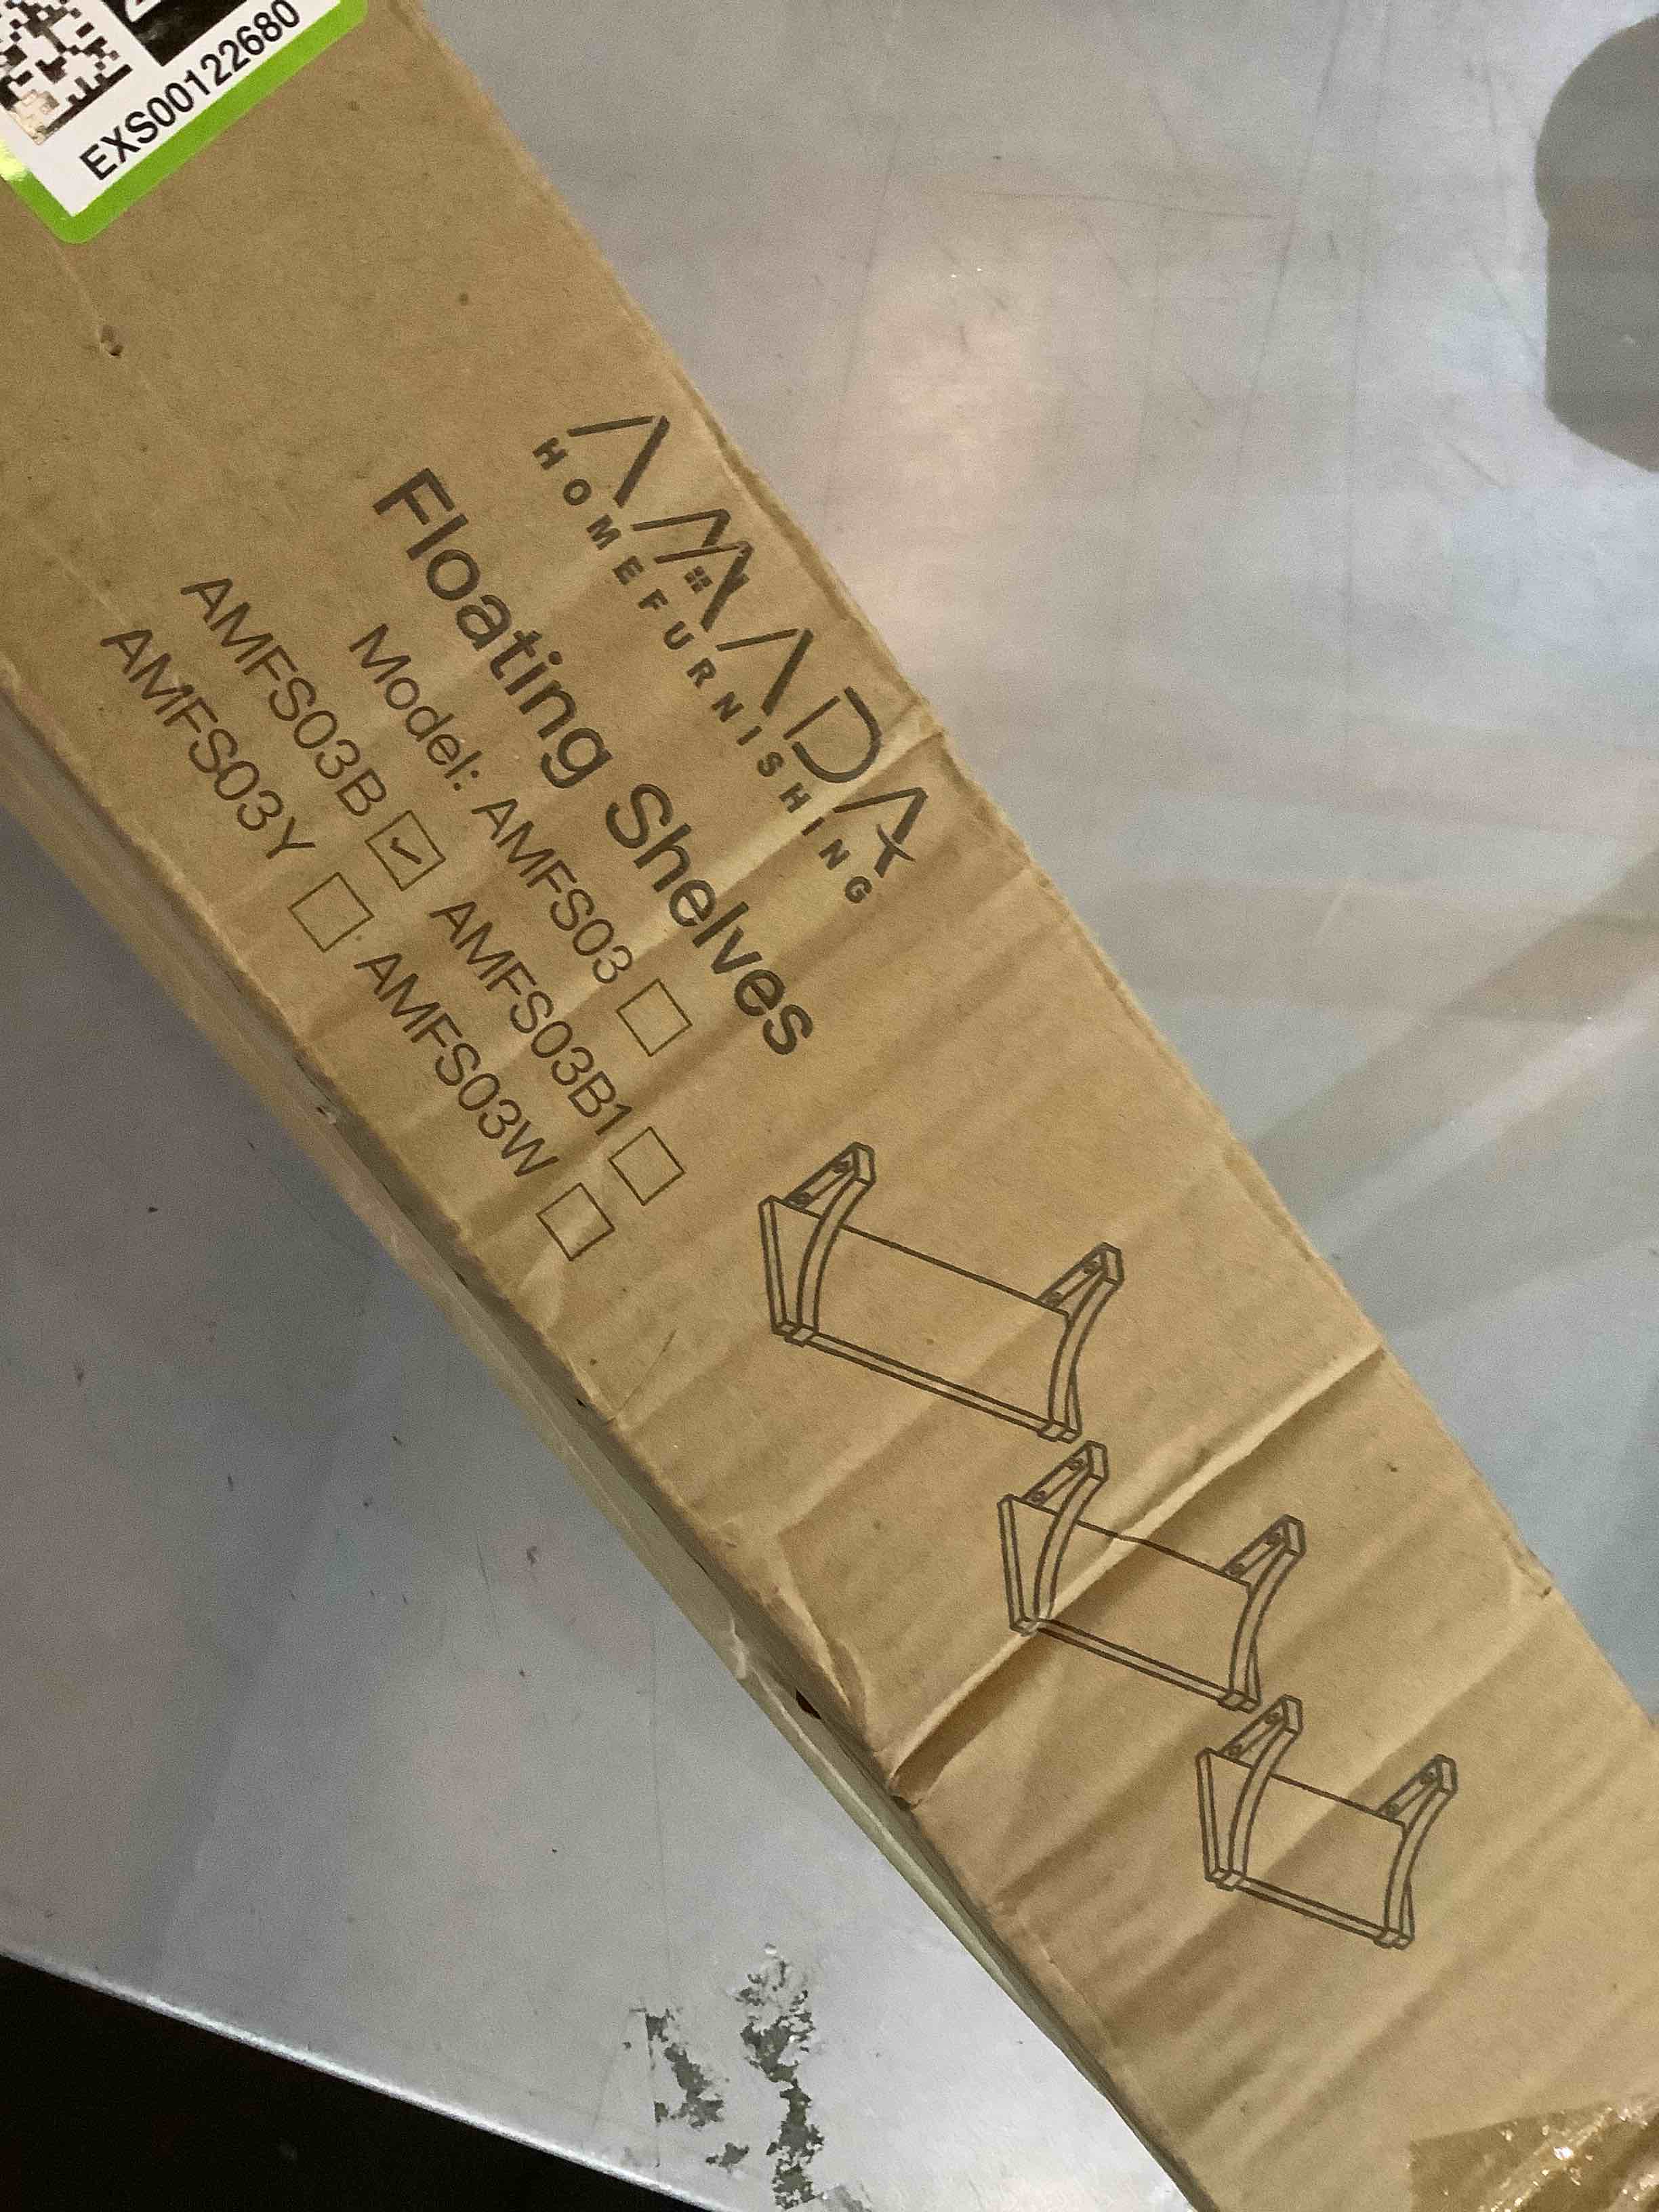 EXS00122680
AMADA
HOMEFURNISHING
Floating Shelves
Model: AMFS03 ☐
AMFS03B ☑ AMFS03B1 ☐
AMFS03Y ☐ AMFS03W ☐